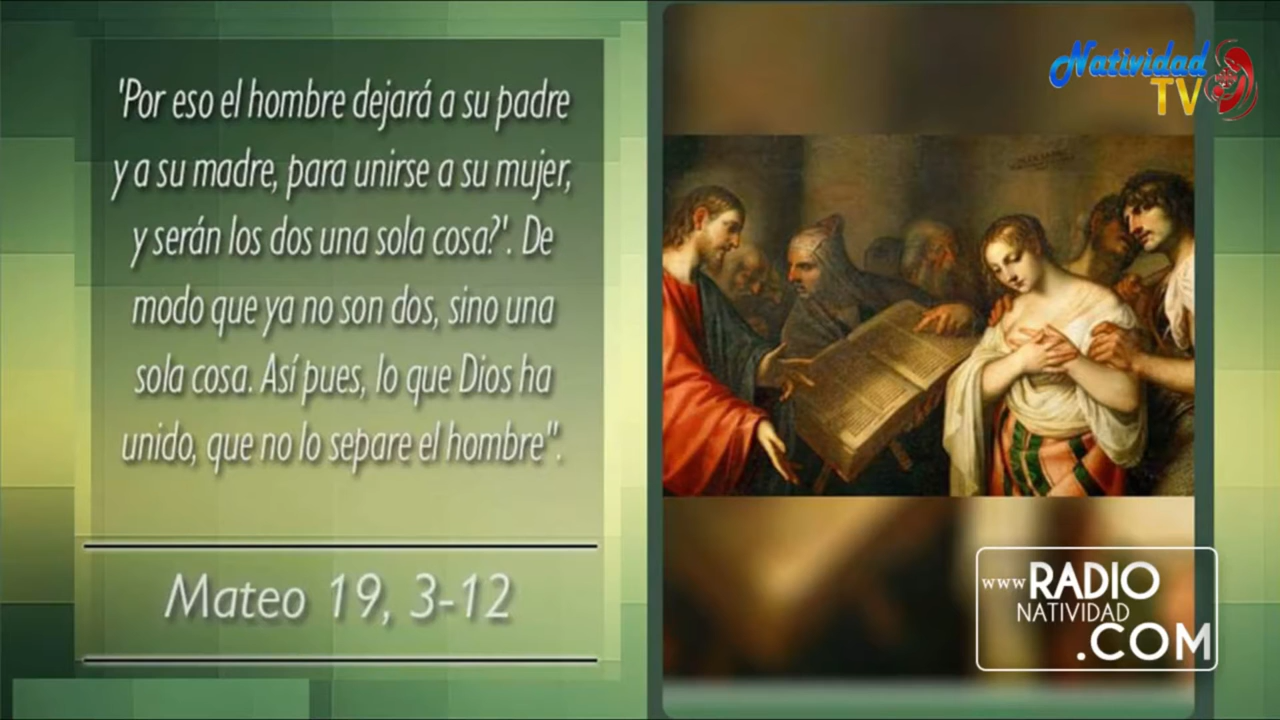 'Por eso el hombre dejará a su padre
y a su madre, para unirse a su mujer,
y serán los dos una sola cosa?'. De
modo que ya no son dos, sino una
sola cosa. Así pues, lo que Dios ha
unido, que no lo separe el hombre".
Mateo 19, 3-12
Natividad
TV
www RADIO
NATIVIDAD
.COM